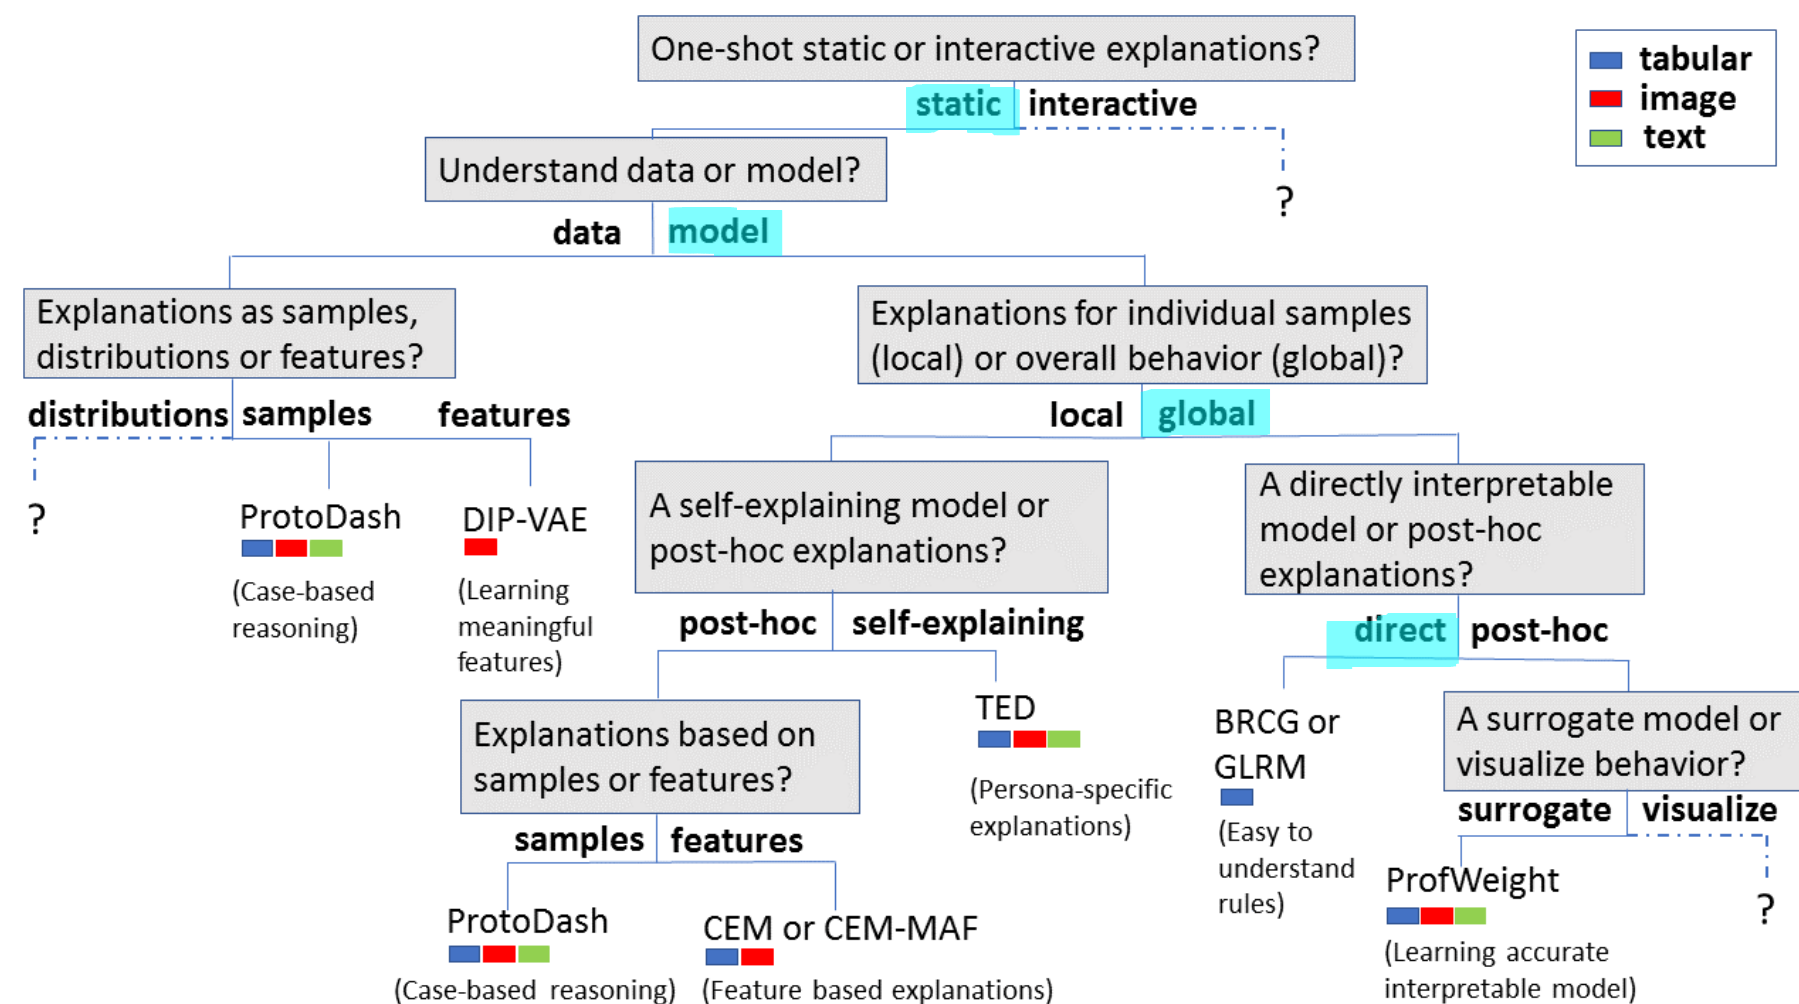 One-shot static or interactive explanations?
tabular
image
text
static interactive
Understand data or model?
?
data model
Explanations as samples,
distributions or features?
Explanations for individual samples
(local) or overall behavior (global)?
distributions samples features
local global
?
ProtoDash
(Case-based
reasoning)
DIP-VAE
(Learning
meaningful
features)
A self-explaining model or
post-hoc explanations?
A directly interpretable
model or post-hoc
explanations?
post-hoc self-explaining
direct post-hoc
Explanations based on
samples or features?
TED
(Persona-specific
explanations)
BRCG or
GLRM
(Easy to
understand
rules)
A surrogate model or
visualize behavior?
surrogate visualize
samples features
ProtoDash
(Case-based reasoning)
CEM or CEM-MAF
(Feature based explanations)
ProfWeight
(Learning accurate
interpretable model)
?